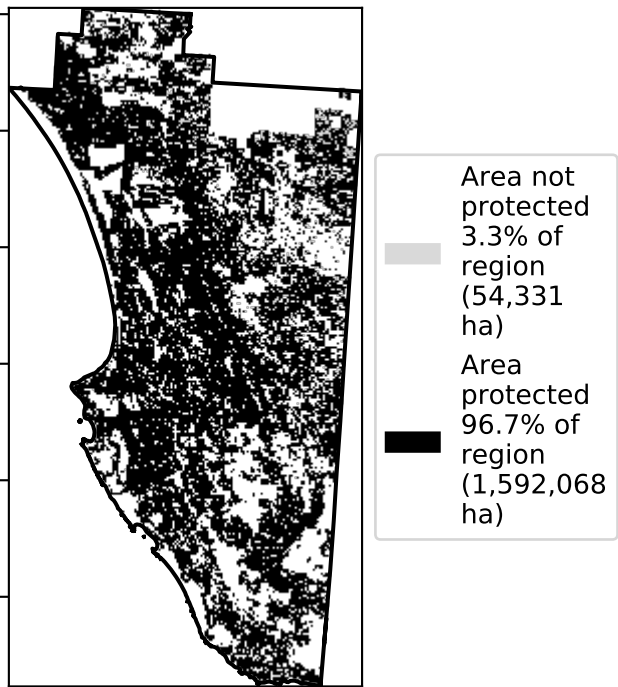 Area not
protected
3.3% of
region
(54,331
ha)
Area
protected
96.7% of
region
(1,592,068
ha)